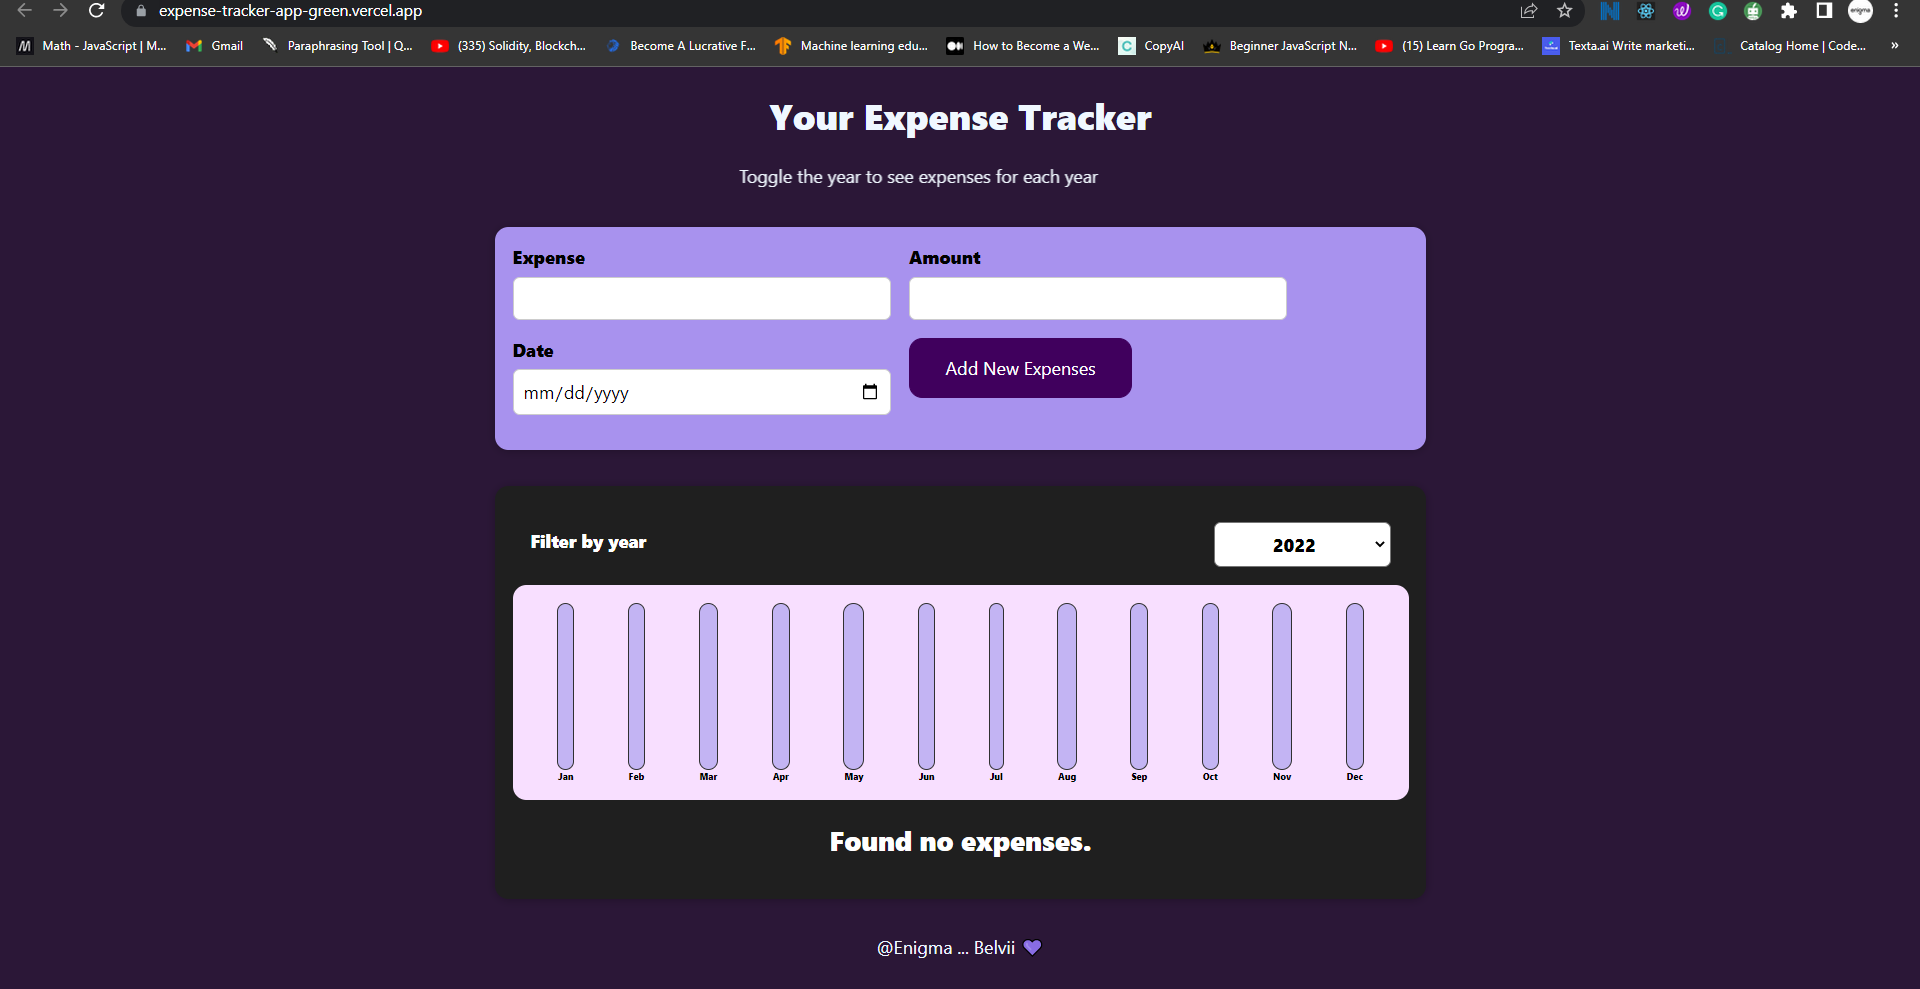 expense-tracker-app-green.vercel.app
Math - JavaScript | M... Gmail Paraphrasing Tool | Q... (335) Solidity, Blockch... Become A Lucrative F... Machine learning edu... How to Become a We... CopyAI Beginner JavaScript N... (15) Learn Go Progra... Texta.ai Write marketi... Catalog Home | Code... »
Your Expense Tracker
Toggle the year to see expenses for each year
Expense Amount
Date
Add New Expenses
mm/dd/yyyy
Filter by year 2022
Jan Feb Mar Apr May Jun Jul Aug Sep Oct Nov Dec
Found no expenses.
@Enigma ... Belvii 💜